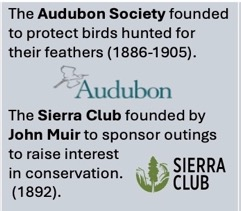 The Audubon Society founded
to protect birds hunted for
their feathers (1886-1905).
Audubon
The Sierra Club founded by
John Muir to sponsor outings
to raise interest
in conservation.
(1892).
SIERRA
CLUB